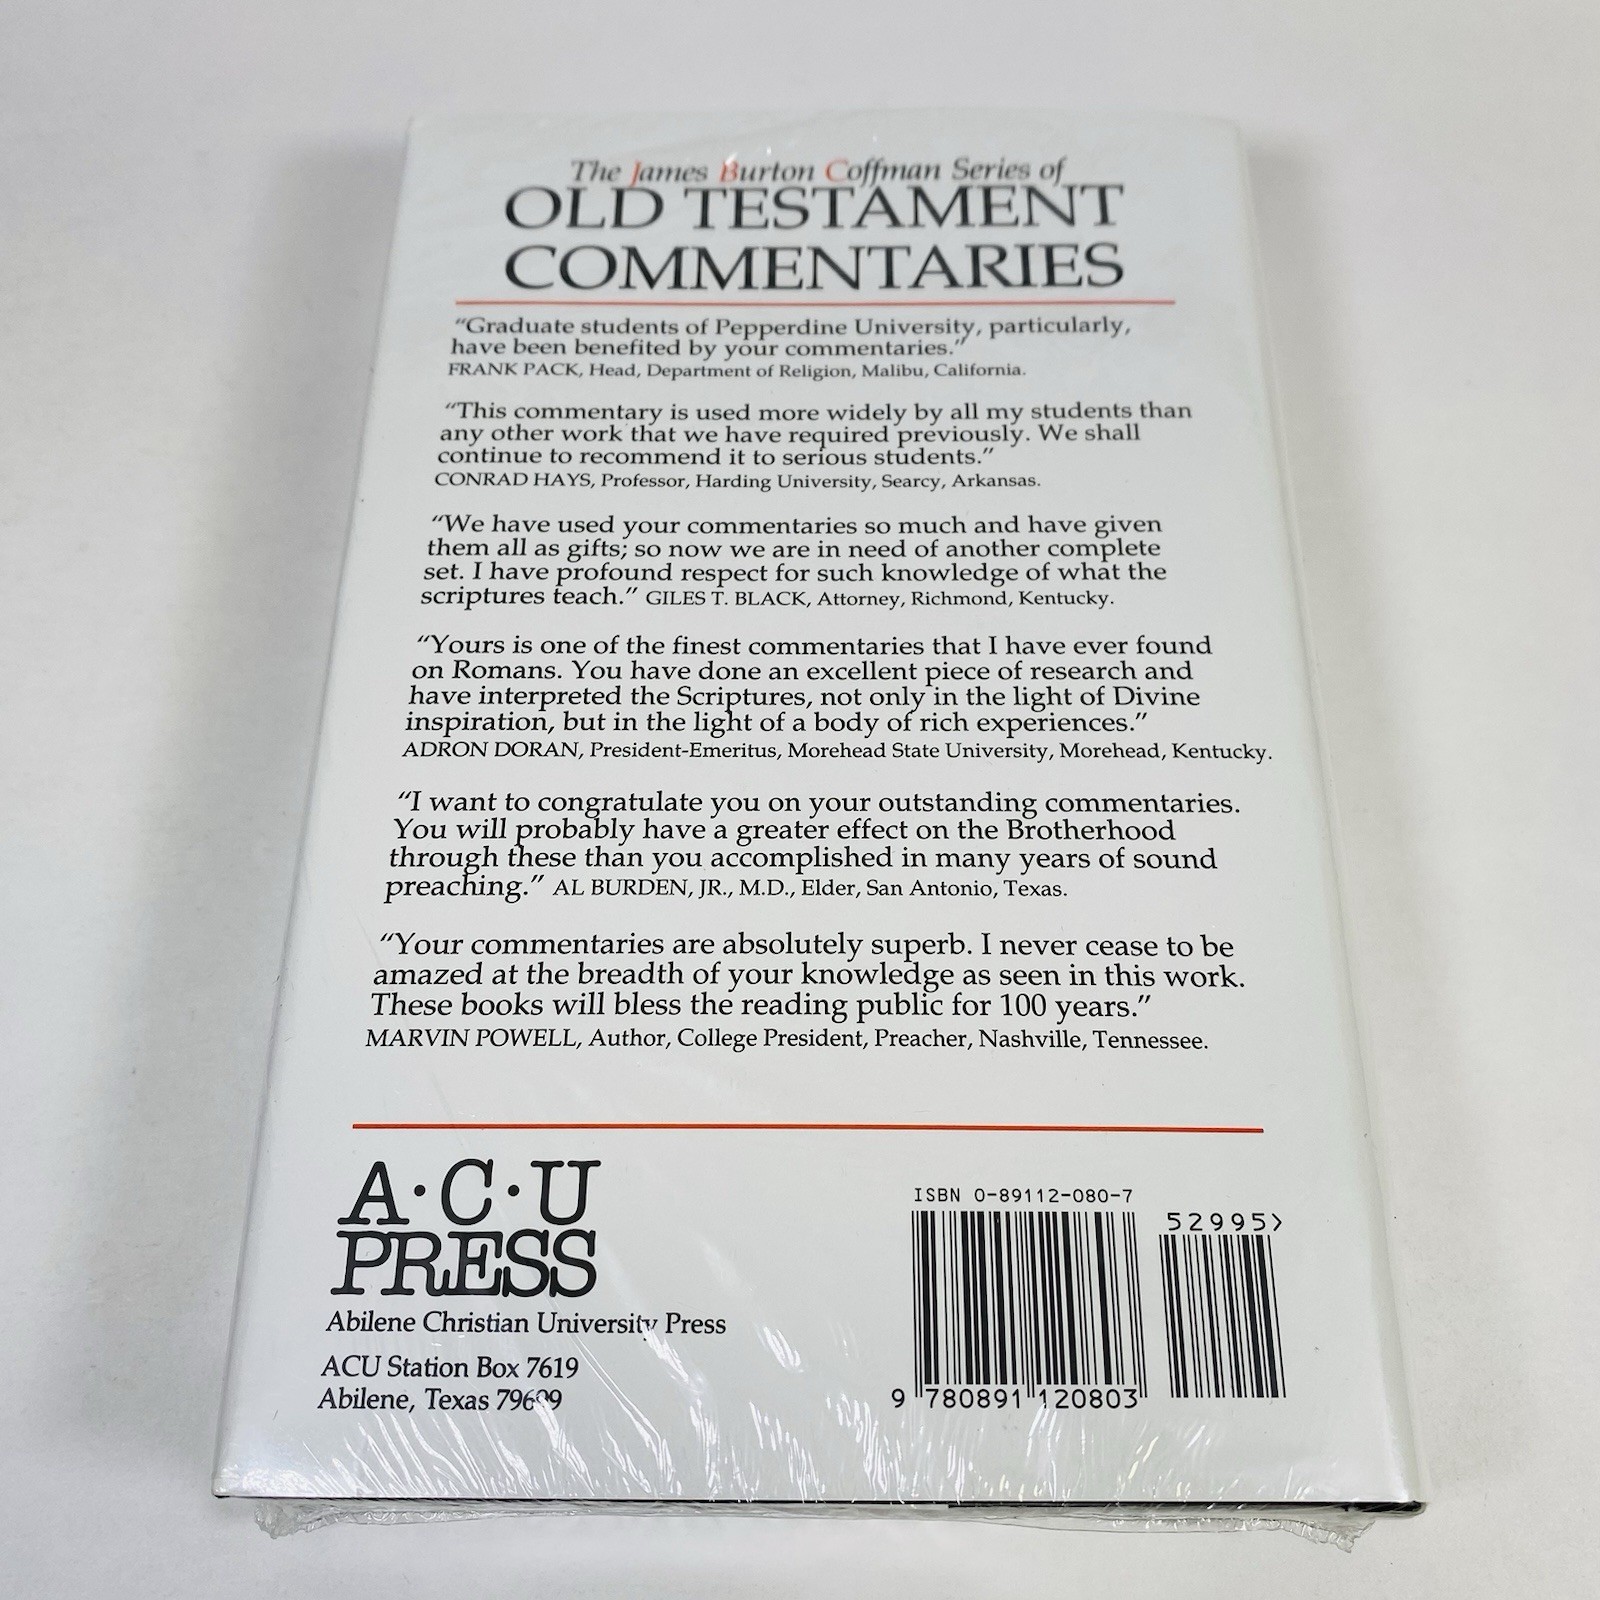 The James Burton Coffman Series of
OLD TESTAMENT
COMMENTARIES
“Graduate students of Pepperdine University, particularly,
have been benefited by your commentaries.”
FRANK PACK, Head, Department of Religion, Malibu, California.
“This commentary is used more widely by all my students than
any other work that we have required previously. We shall
continue to recommend it to serious students.”
CONRAD HAYS, Professor, Harding University, Searcy, Arkansas.
“We have used your commentaries so much and have given
them all as gifts; so now we are in need of another complete
set. I have profound respect for such knowledge of what the
scriptures teach.” GILES T. BLACK, Attorney, Richmond, Kentucky.
“Yours is one of the finest commentaries that I have ever found
on Romans. You have done an excellent piece of research and
have interpreted the Scriptures, not only in the light of Divine
inspiration, but in the light of a body of rich experiences.”
ADRON DORAN, President-Emeritus, Morehead State University, Morehead, Kentucky.
“I want to congratulate you on your outstanding commentaries.
You will probably have a greater effect on the Brotherhood
through these than you accomplished in many years of sound
preaching.” AL BURDEN, JR., M.D., Elder, San Antonio, Texas.
“Your commentaries are absolutely superb. I never cease to be
amazed at the breadth of your knowledge as seen in this work.
These books will bless the reading public for 100 years.”
MARVIN POWELL, Author, College President, Preacher, Nashville, Tennessee.
A·C·U
PRESS
Abilene Christian University Press
ACU Station Box 7619
Abilene, Texas
ISBN 0-89112-080-7
52995>
9 780891 120803